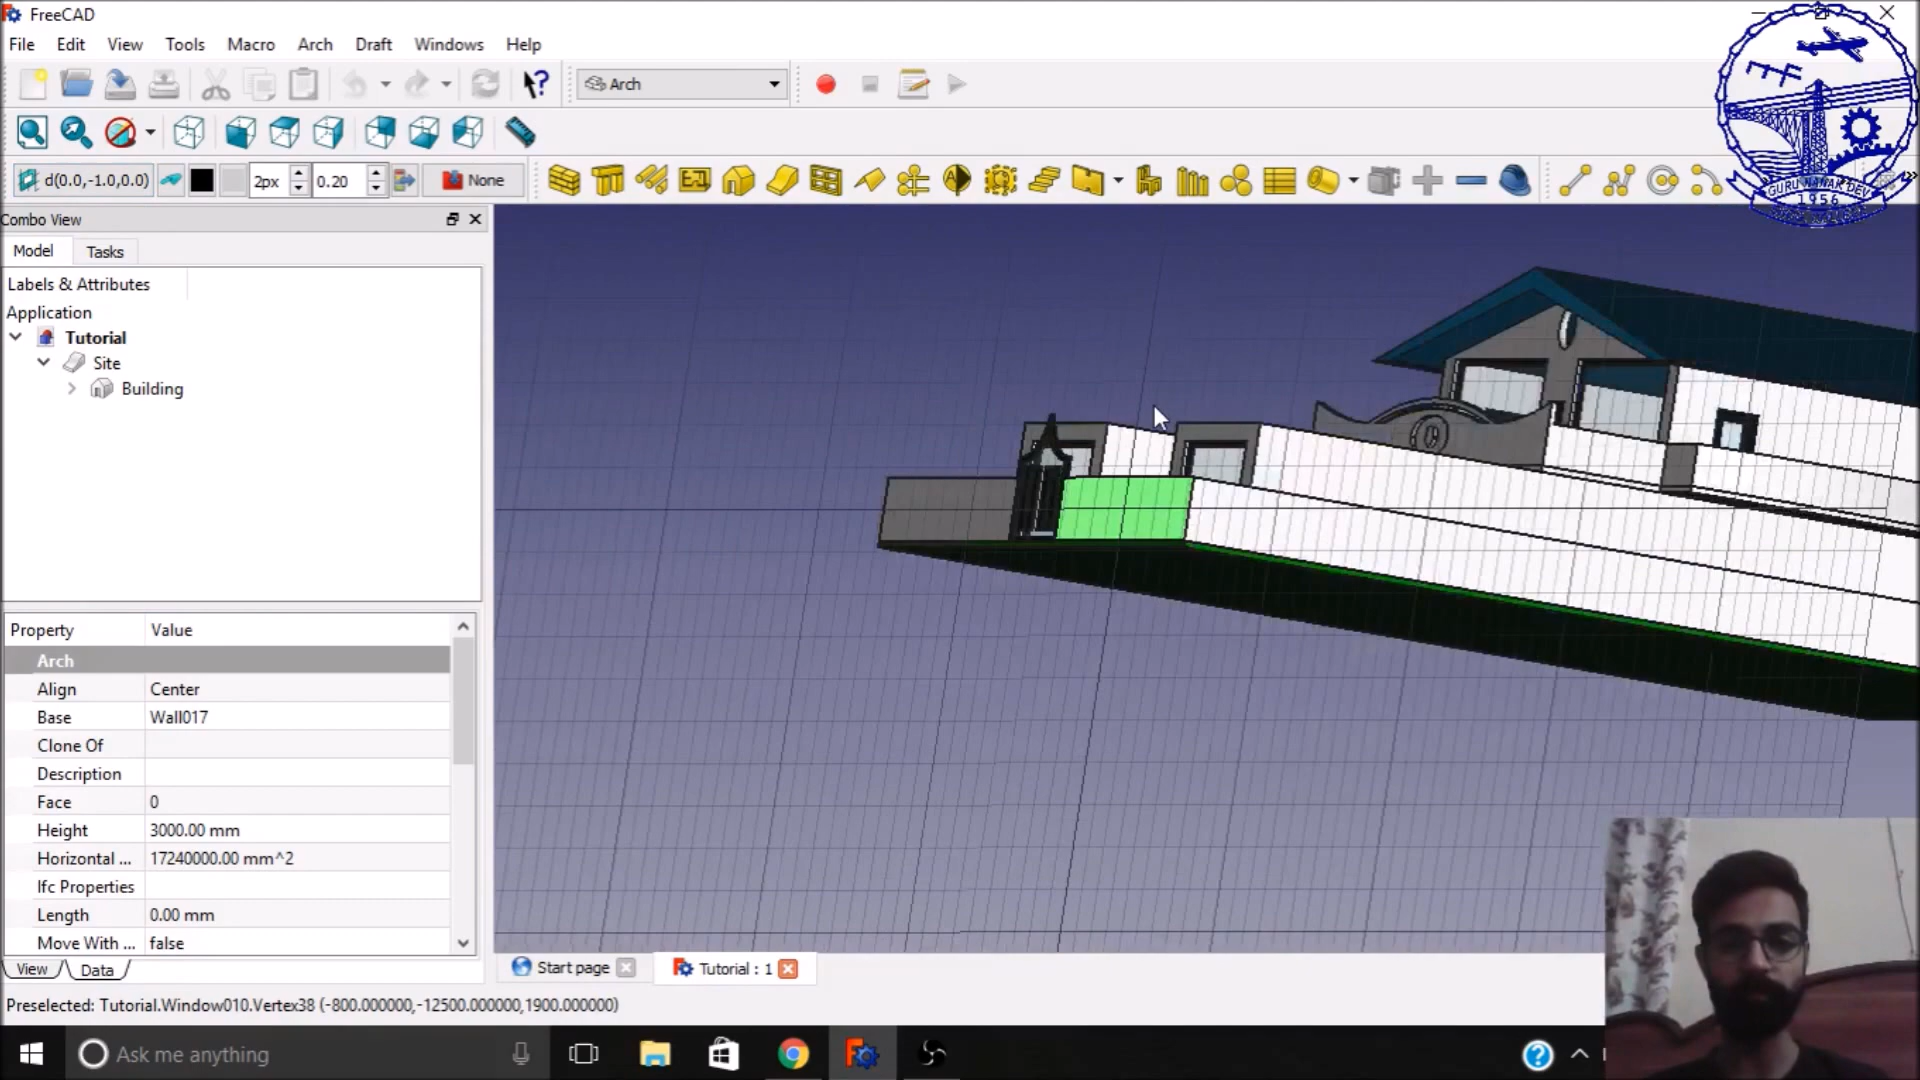 FreeCAD
File Edit View Tools Macro Arch Draft Windows Help
Arch
d(0.0,-1.0,0.0) 2px 0.20 None
GURU NANAK DEV
1956
Combo View
Model Tasks
Labels & Attributes
Application
Tutorial
Site
Building
Property Value
Arch
Align Center
Base Wall017
Clone Of
Description
Face 0
Height 3000.00 mm
Horizontal ... 17240000.00 mm^2
Ifc Properties
Length 0.00 mm
Move With ... false
View Data
Start page Tutorial : 1
Preselected: Tutorial.Window010.Vertex38 (-800.000000,-12500.000000,1900.000000)
Ask me anything